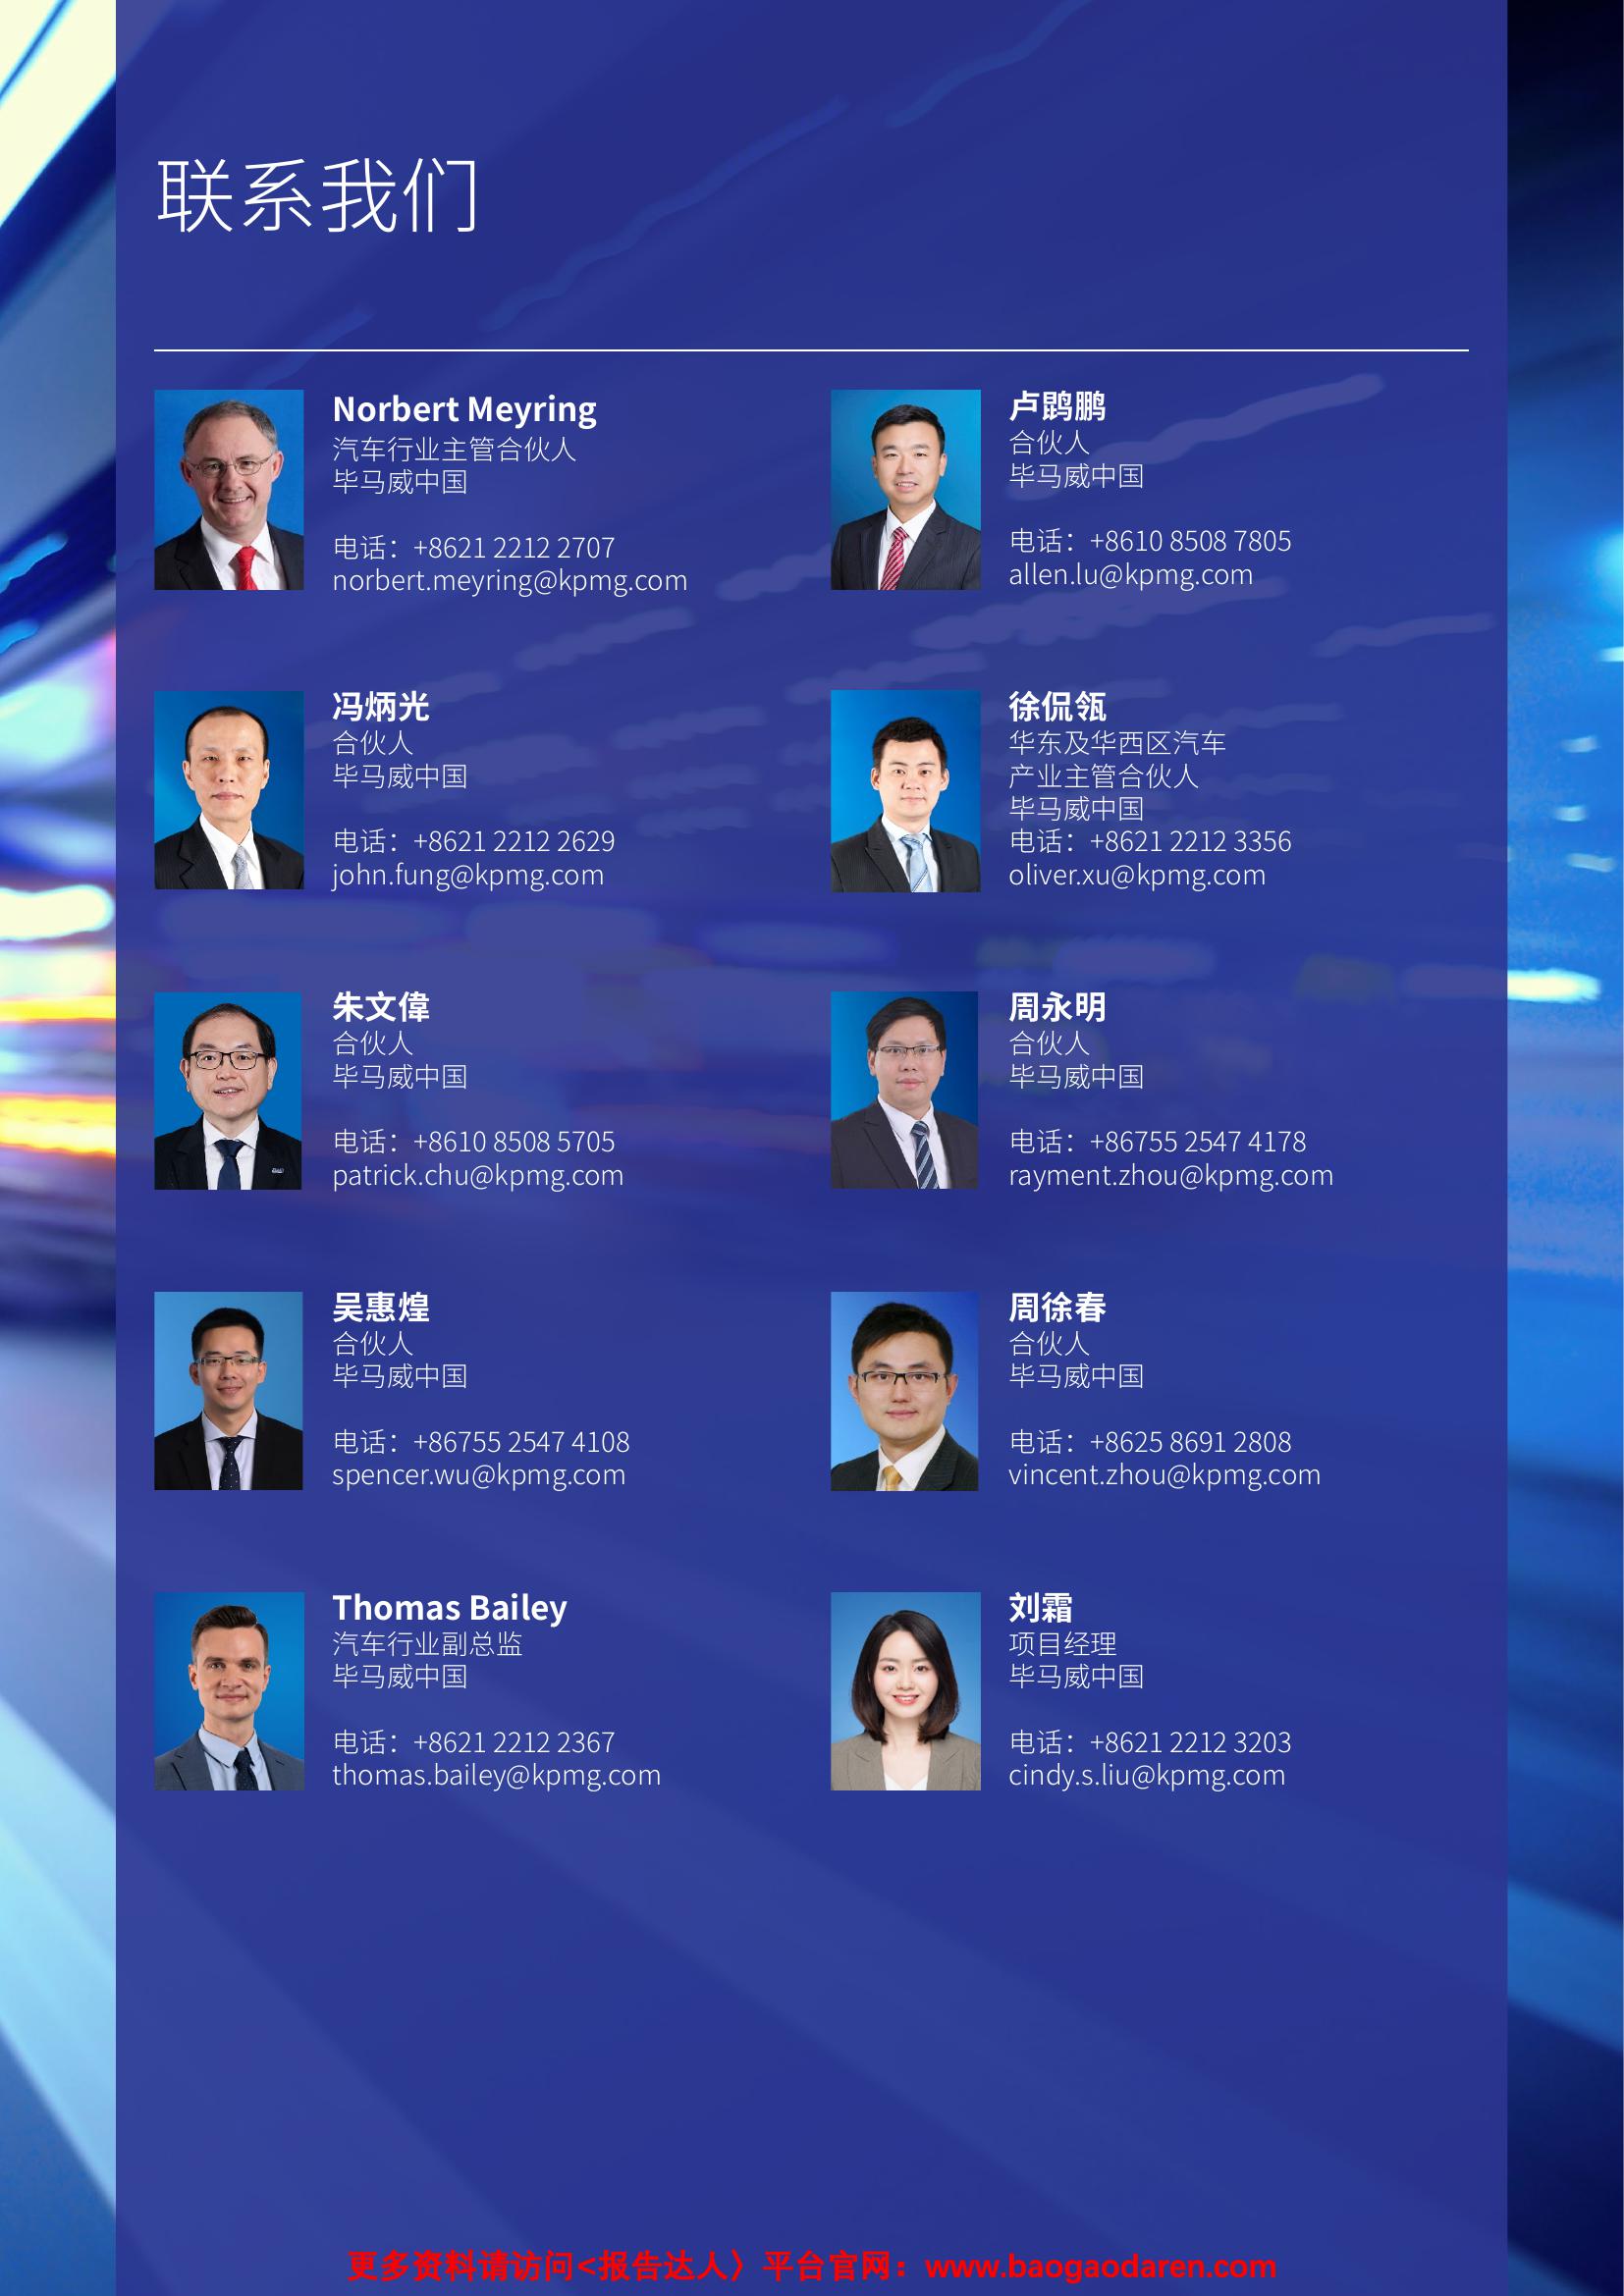 联系我们
Norbert Meyring
汽车行业主管合伙人
毕马威中国
电话：+8621 2212 2707
norbert.meyring@kpmg.com
卢鹍鹏
合伙人
毕马威中国
电话：+8610 8508 7805
allen.lu@kpmg.com
冯炳光
合伙人
毕马威中国
电话：+8621 2212 2629
john.fung@kpmg.com
徐侃瓴
华东及华西区汽车
产业主管合伙人
毕马威中国
电话：+8621 2212 3356
oliver.xu@kpmg.com
朱文偉
合伙人
毕马威中国
电话：+8610 8508 5705
patrick.chu@kpmg.com
周永明
合伙人
毕马威中国
电话：+86755 2547 4178
rayment.zhou@kpmg.com
吴惠煌
合伙人
毕马威中国
电话：+86755 2547 4108
spencer.wu@kpmg.com
周徐春
合伙人
毕马威中国
电话：+8625 8691 2808
vincent.zhou@kpmg.com
Thomas Bailey
汽车行业副总监
毕马威中国
电话：+8621 2212 2367
thomas.bailey@kpmg.com
刘霜
项目经理
毕马威中国
电话：+8621 2212 3203
cindy.s.liu@kpmg.com
更多资料请访问<报告达人〉平台官网：www.baogaodaren.com